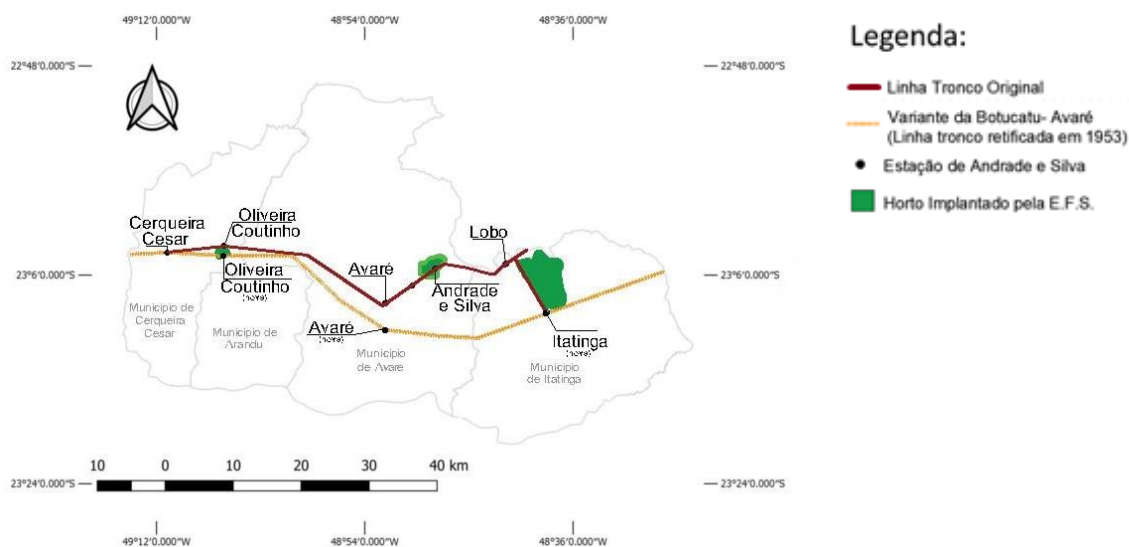 49°12'0.000"W
48°54'0.000"W
48°36'0.000"W
22°48'0.000"S
22°48'0.000"S
Legenda:
Linha Tronco Original
Variante da Botucatu- Avaré
(Linha tronco retificada em 1953)
Estação de Andrade e Silva
Horto Implantado pela E.F.S.
Cerqueira
Cesar
Oliveira
Coutinho
Lobo
23°6'0.000"S
23°6'0.000"S
Oliveira
Coutinho
(nova)
Avaré
Andrade
e Silva
Avaré
(nova)
Itatinga
(nova)
Município de
Cerqueira
Cesar
Município de
Arandu
Município
de Avare
Município
de Itatinga
10 0 10 20 30 40 km
23°24'0.000"S
23°24'0.000"S
49°12'0.000"W
48°54'0.000"W
48°36'0.000"W